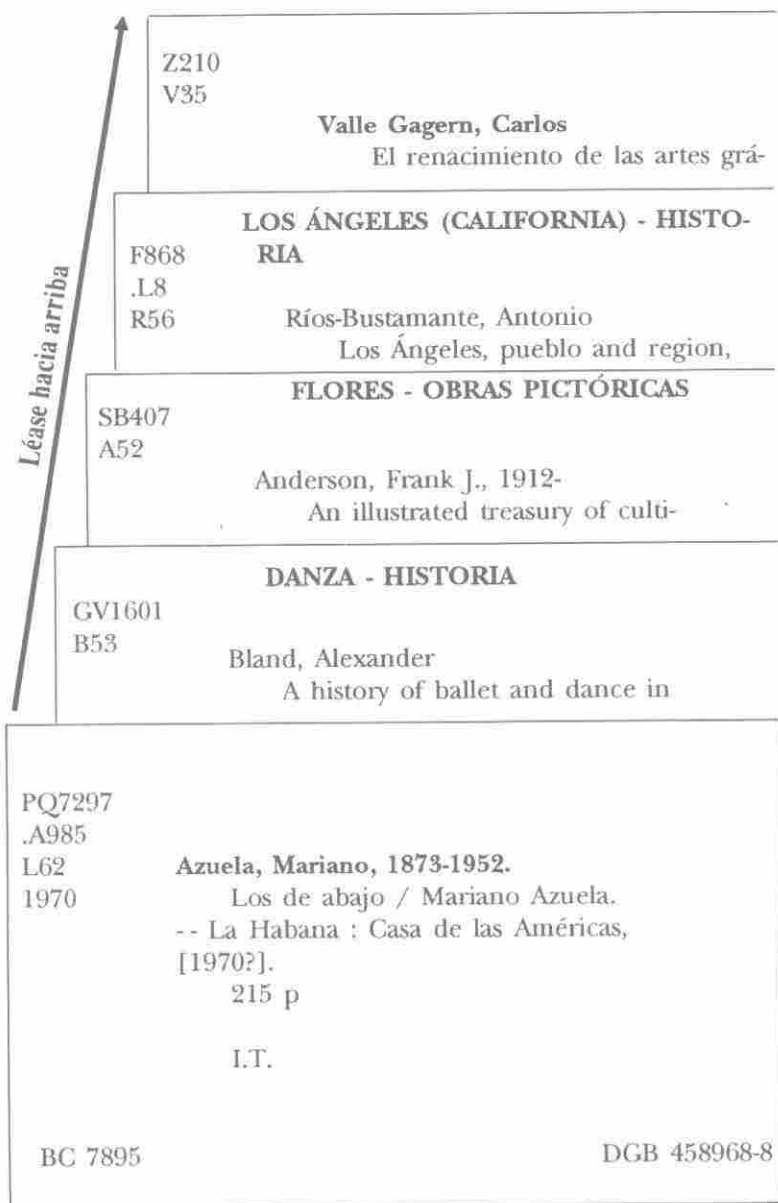 Z210
V35
Valle Gagern, Carlos
El renacimiento de las artes grá-
LOS ÁNGELES (CALIFORNIA) - HISTO-
F868 RIA
.L8
R56 Ríos-Bustamante, Antonio
Los Ángeles, pueblo and region,
FLORES - OBRAS PICTÓRICAS
SB407
A52
Anderson, Frank J., 1912-
An illustrated treasury of culti-
DANZA - HISTORIA
GV1601
B53
Bland, Alexander
A history of ballet and dance in
Léase hacia arriba
PQ7297
.A985
L62 Azuela, Mariano, 1873-1952.
1970 Los de abajo / Mariano Azuela.
-- La Habana : Casa de las Américas,
[1970?].
215 p
I.T.
BC 7895 DGB 458968-8